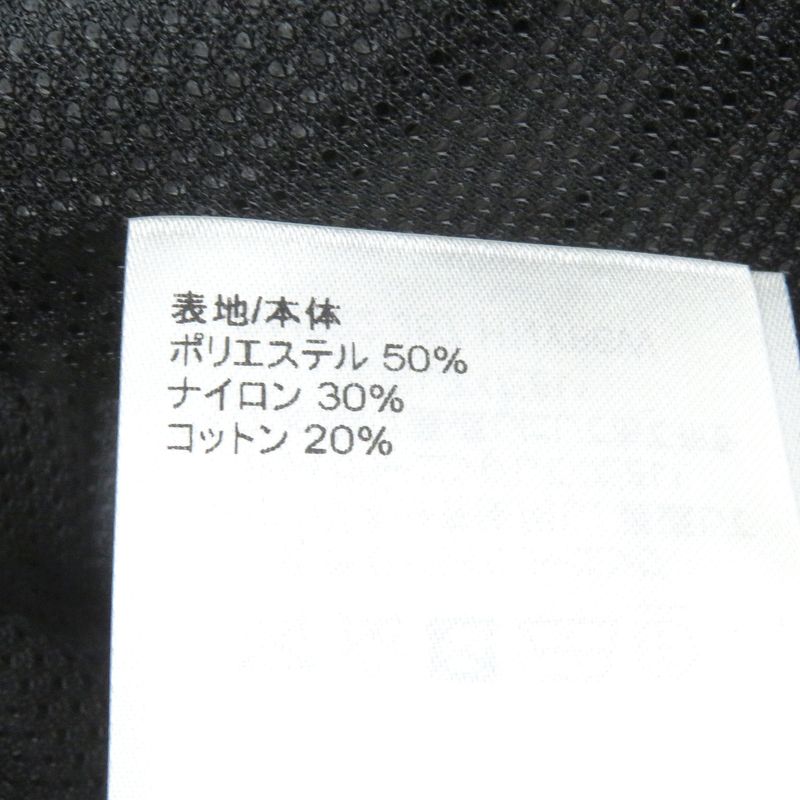 表地/本体
ポリエステル 50%
ナイロン 30%
コットン 20%